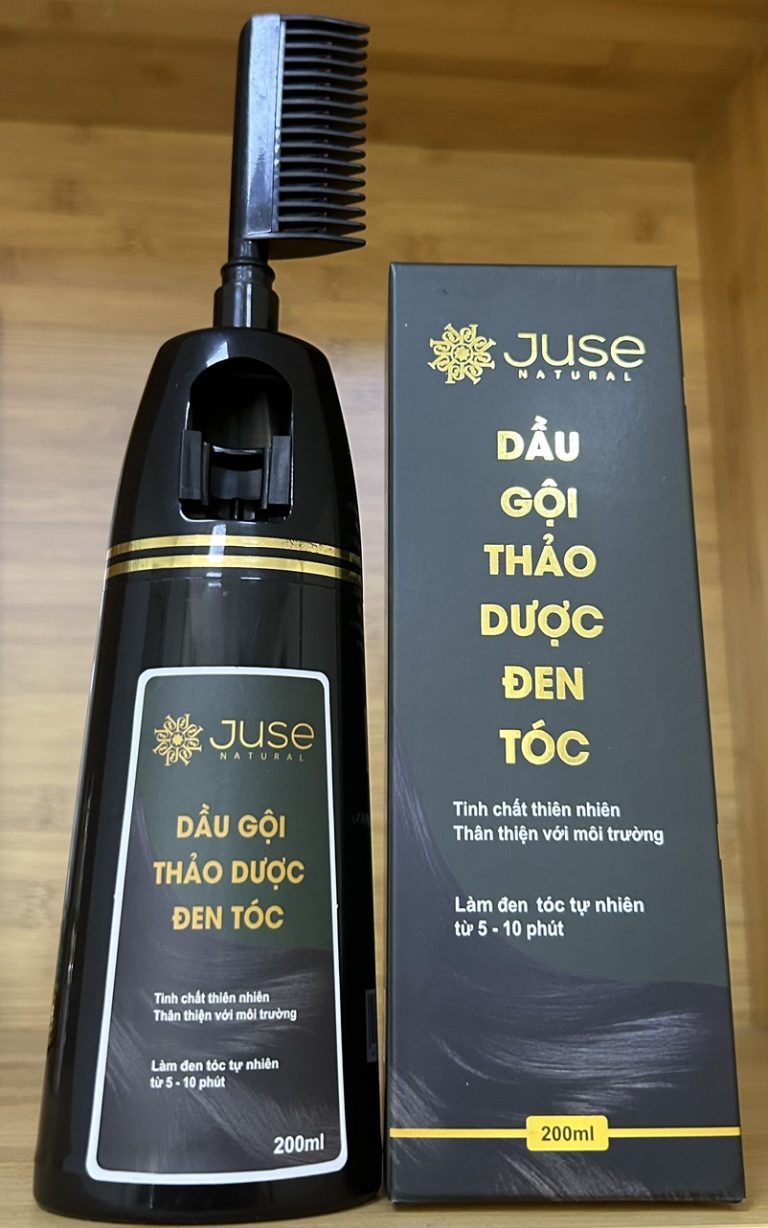 JUSE
NATURAL
DẦU GỘI
THẢO DƯỢC
ĐEN TÓC
Tinh chất thiên nhiên
Thân thiện với môi trường
Làm đen tóc tự nhiên
từ 5 - 10 phút
200ml
JUSE
NATURAL
DẦU
GỘI
THẢO
DƯỢC
ĐEN
TÓC
Tinh chất thiên nhiên
Thân thiện với môi trường
Làm đen tóc tự nhiên
từ 5 - 10 phút
200ml